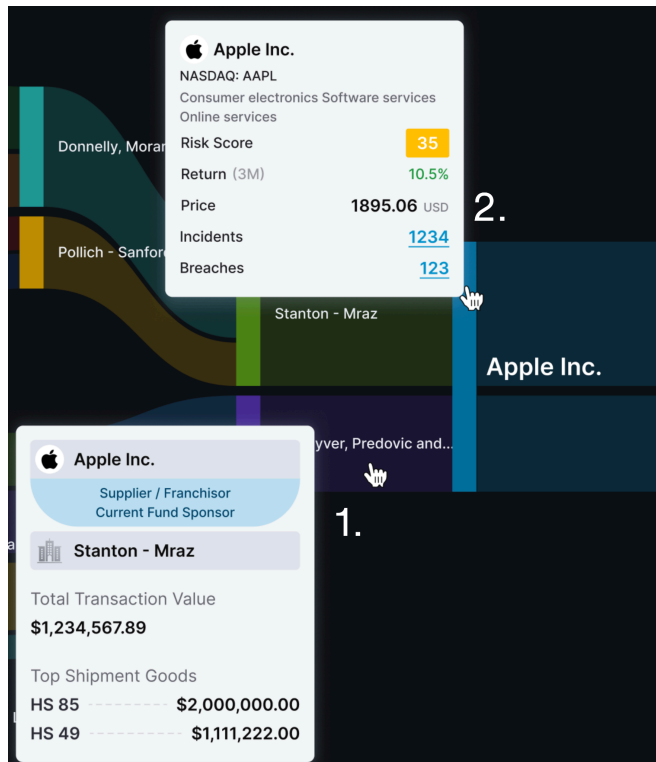 Apple Inc.
NASDAQ: AAPL
Consumer electronics Software services
Online services
Risk Score 35
Return (3M) 10.5%
Price 1895.06 USD
Incidents 1234
Breaches 123
2.
Donnelly, Moran
Pollich - Sanford
Stanton - Mraz
Apple Inc.
yver, Predovic and...
1.
Apple Inc.
Supplier / Franchisor
Current Fund Sponsor
Stanton - Mraz
Total Transaction Value
$1,234,567.89
Top Shipment Goods
HS 85 $2,000,000.00
HS 49 $1,111,222.00